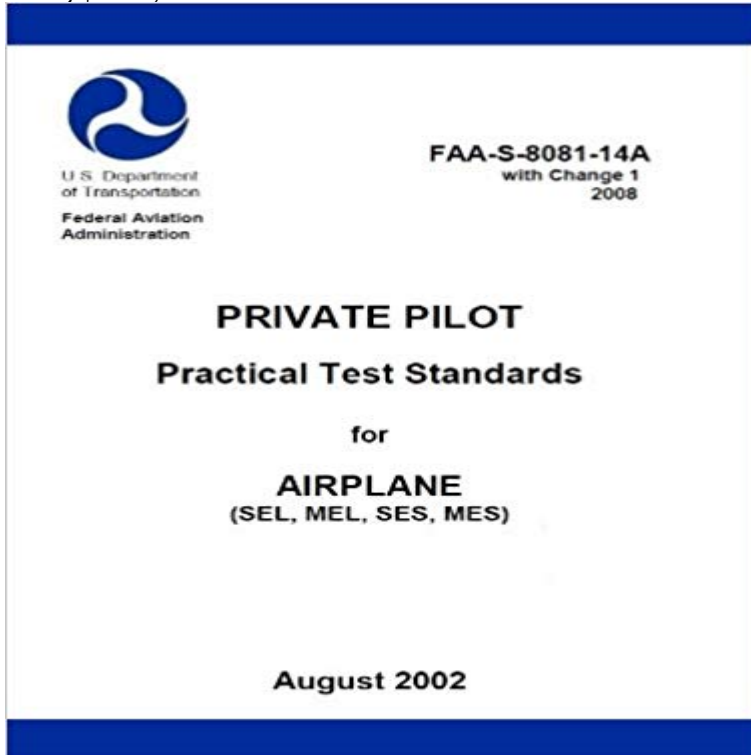 U.S. Department
of Transportation
Federal Aviation
Administration
FAA-S-8081-14A
with Change 1
2008
PRIVATE PILOT
Practical Test Standards
for
AIRPLANE
(SEL, MEL, SES, MES)
August 2002